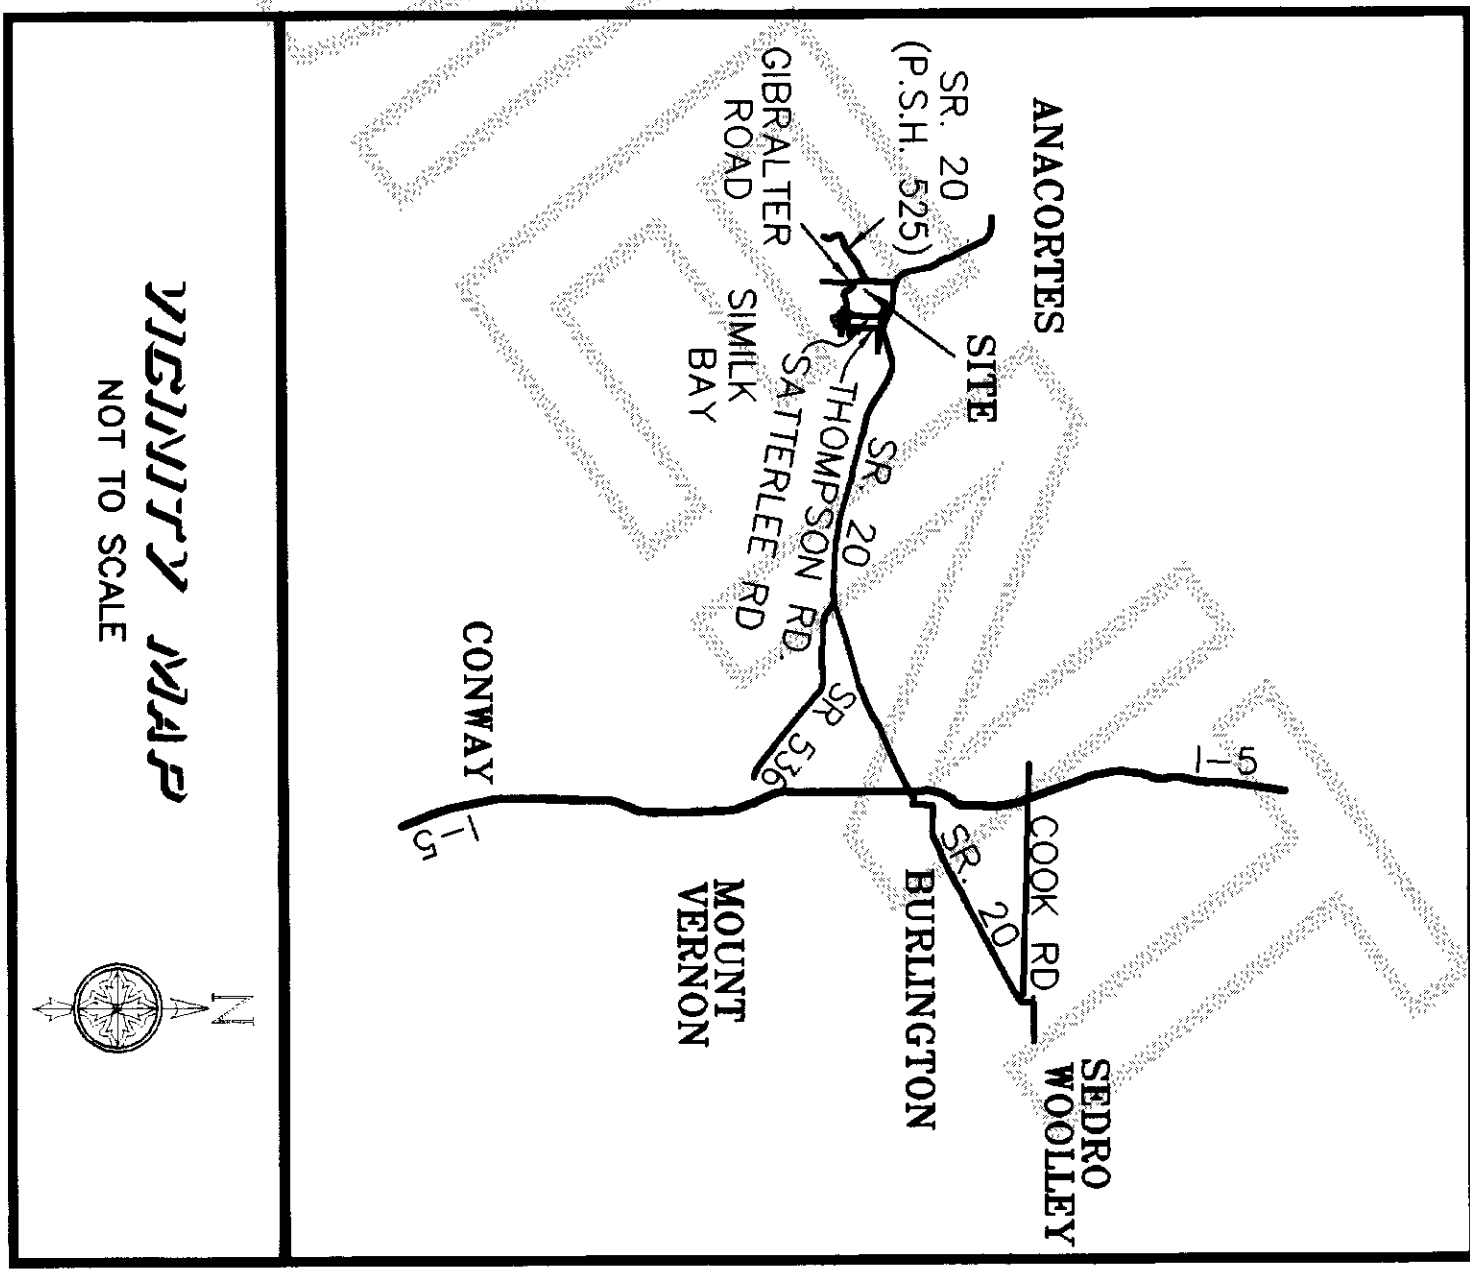 ANACORTES
SR. 20
(P.S.H. 525)
GIBRALTER
ROAD
SITE
SIMILK
BAY
SR. 20
THOMPSON RD.
SATTERLEE RD
I-5
COOK RD
SEDRO
WOOLLEY
SR. 20
BURLINGTON
SR 536
MOUNT
VERNON
CONWAY
I-5
VICINITY MAP
NOT TO SCALE
N